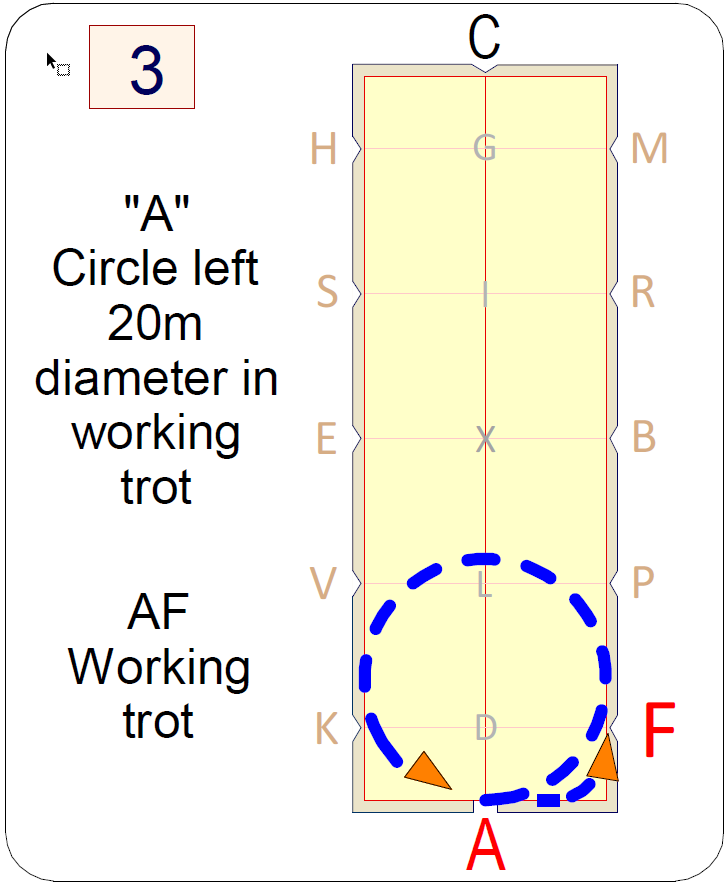 3
"A"
Circle left
20m
diameter in
working
trot
AF
Working
trot
C
H G M
S I R
E X B
V L P
K D F
A